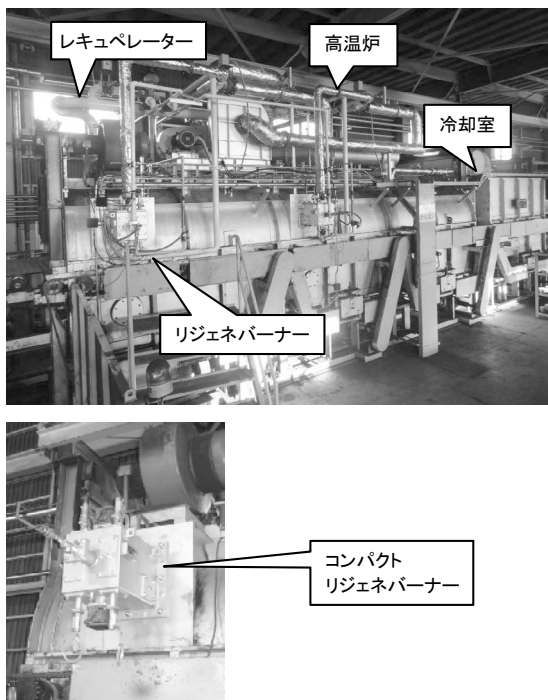 レキュペレーター
高温炉
冷却室
リジェネバーナー
コンパクト
リジェネバーナー